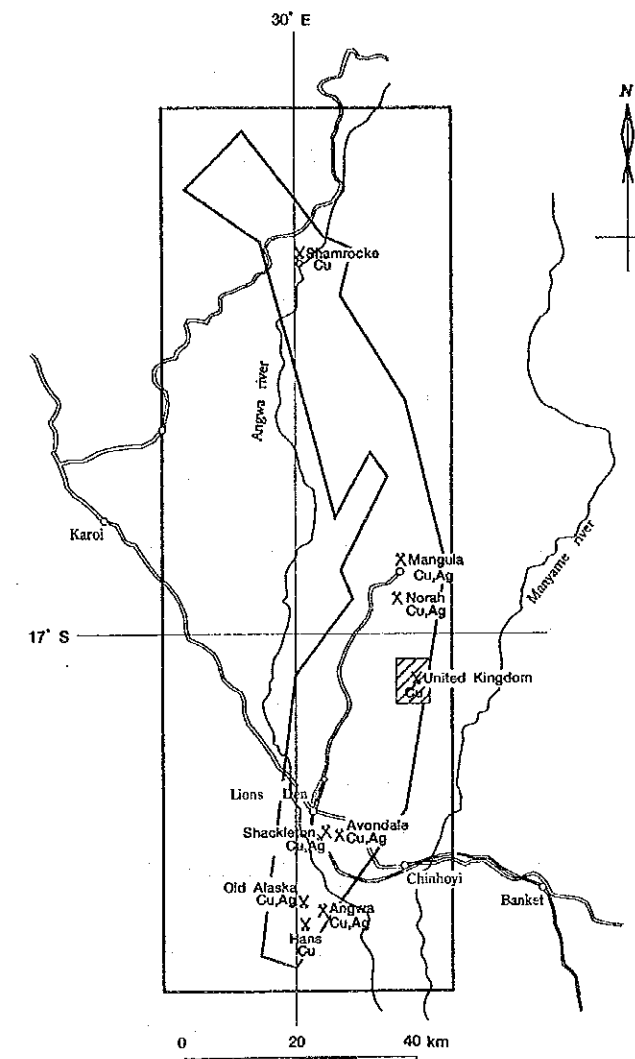 30° E
N
Shamrocke
Cu
Angwa river
Karoi
Mangula
Cu,Ag
Norah
Cu,Ag
Manyame river
17° S
United Kingdom
Cu
Lions Den
Shackleton
Cu,Ag
Avondale
Cu,Ag
Chinhoyi
Banket
Old Alaska
Cu,Ag
Angwa
Cu,Ag
Hans
Cu
0 20 40 km